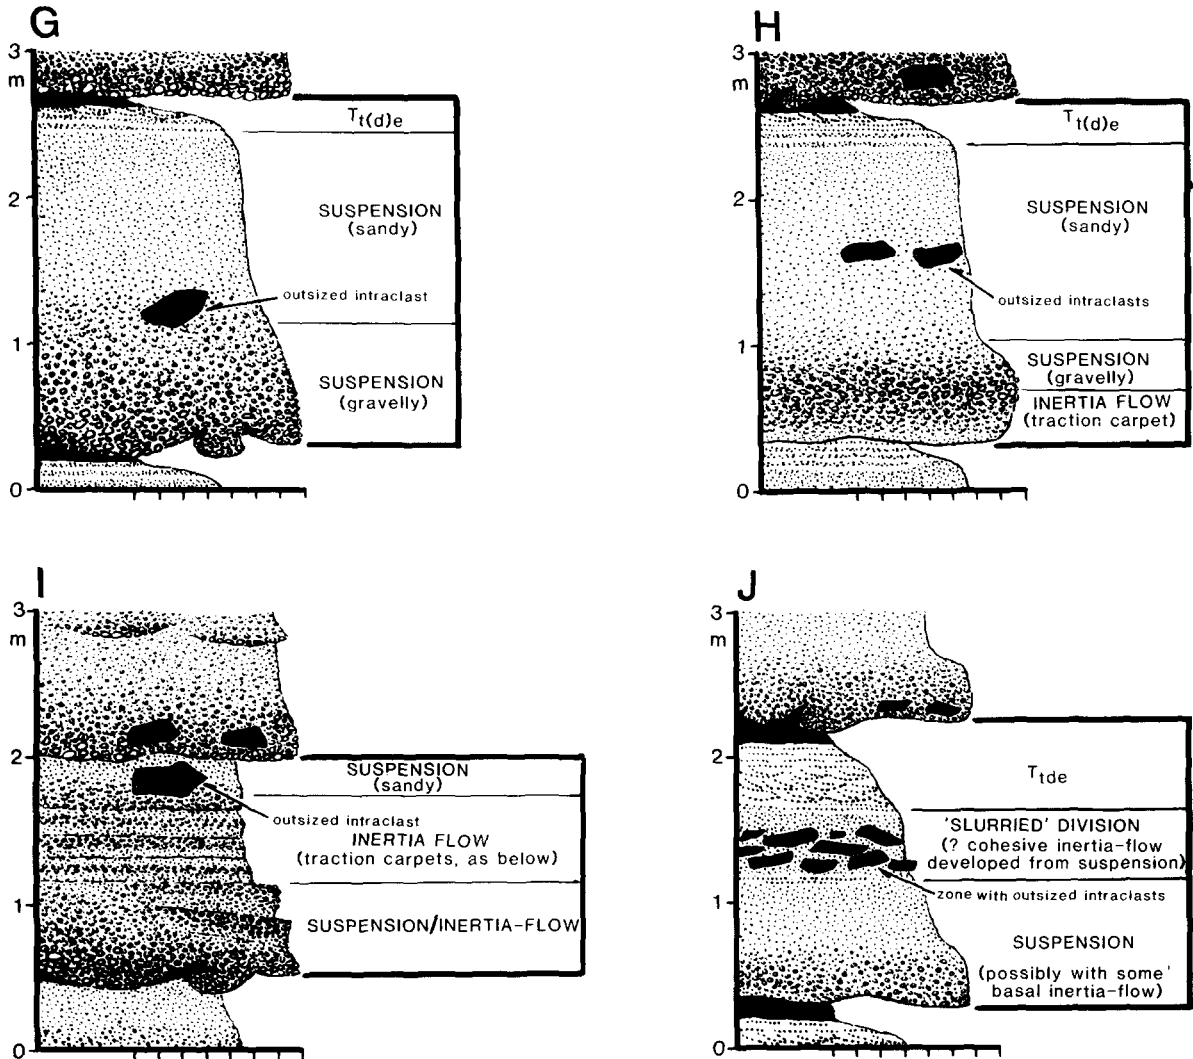 G
3
m
2
1
0
Tt(d)e
SUSPENSION
(sandy)
outsized intraclast
SUSPENSION
(gravelly)
H
3
m
2
1
0
Tt(d)e
SUSPENSION
(sandy)
outsized intraclasts
SUSPENSION
(gravelly)
INERTIA FLOW
(traction carpet)
I
3
m
2
1
0
SUSPENSION
(sandy)
outsized intraclast
INERTIA FLOW
(traction carpets, as below)
SUSPENSION/INERTIA-FLOW
J
3
m
2
1
0
Ttde
'SLURRIED' DIVISION
(? cohesive inertia-flow
developed from suspension)
zone with outsized intraclasts
SUSPENSION
(possibly with some'
basal inertia-flow)